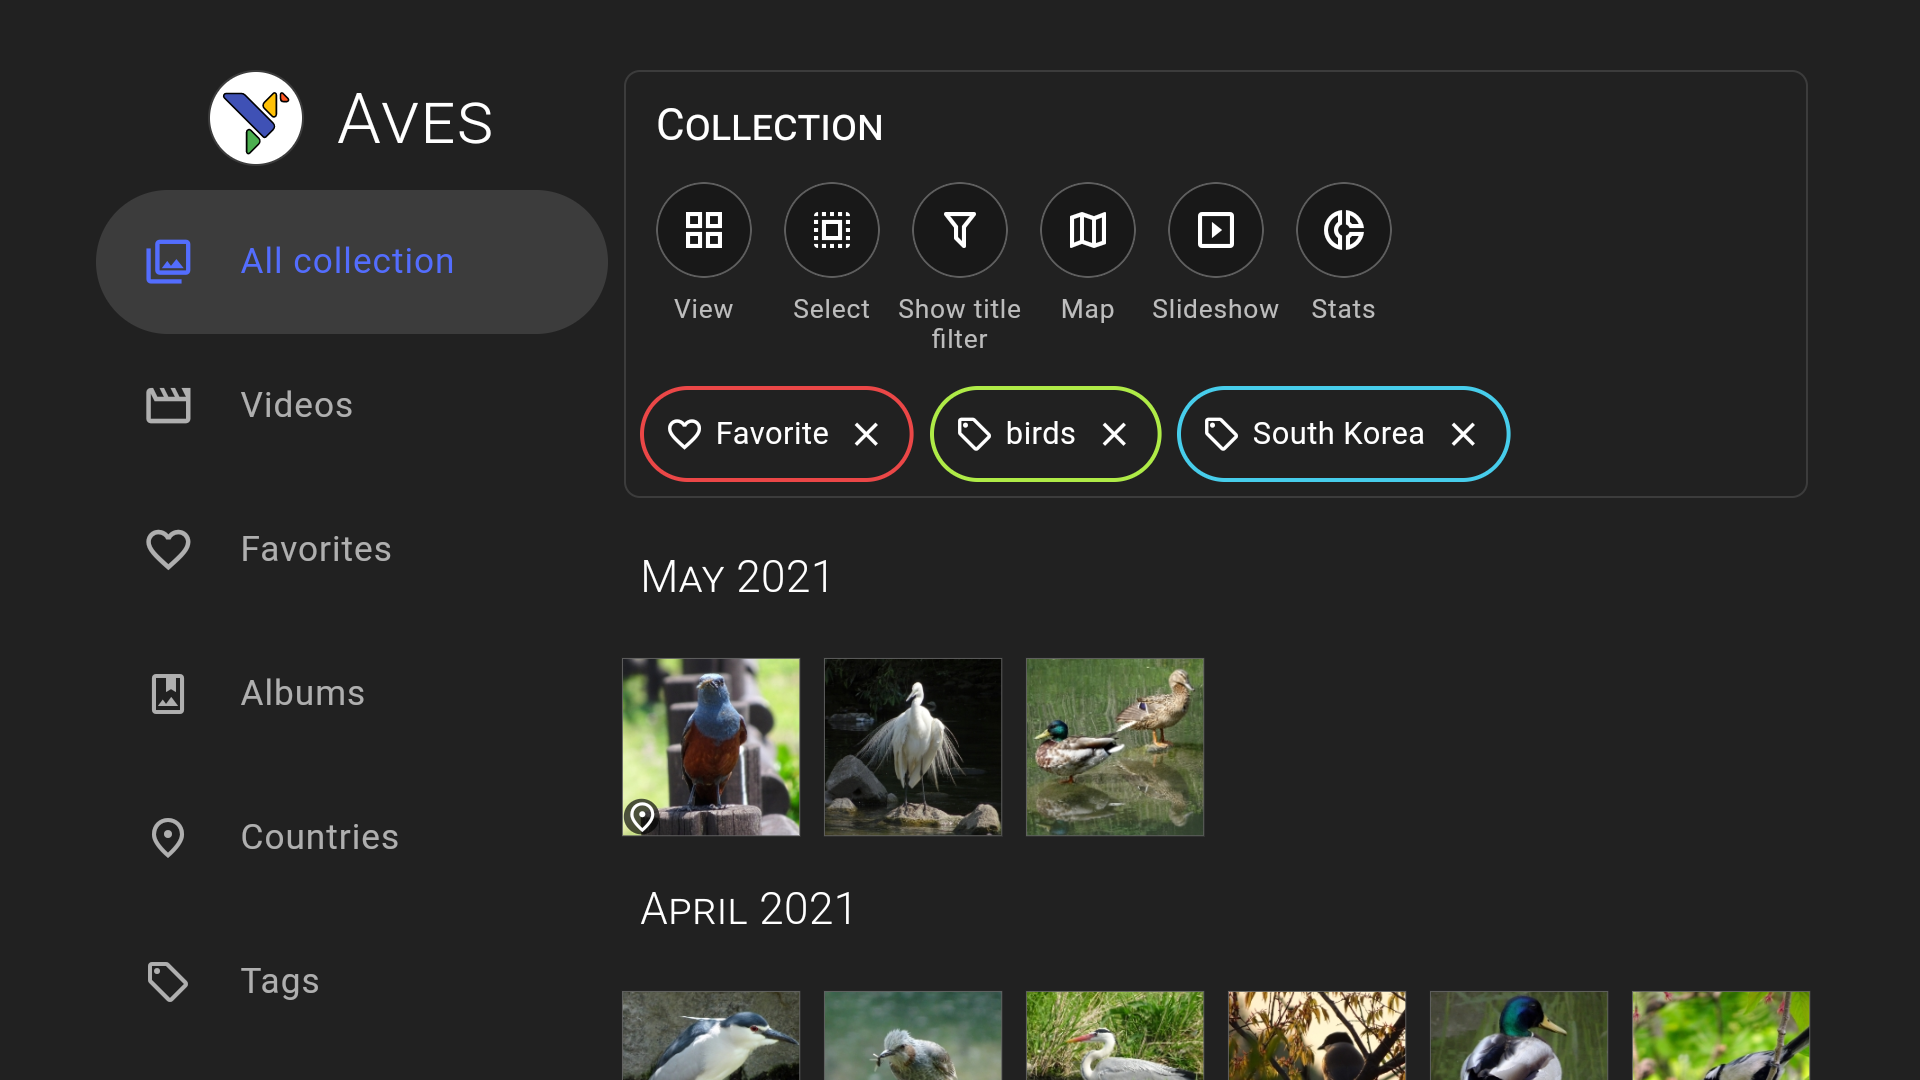 AVES
All collection
Videos
Favorites
Albums
Countries
Tags
COLLECTION
View
Select
Show title
filter
Map
Slideshow
Stats
Favorite
birds
South Korea
MAY 2021
APRIL 2021